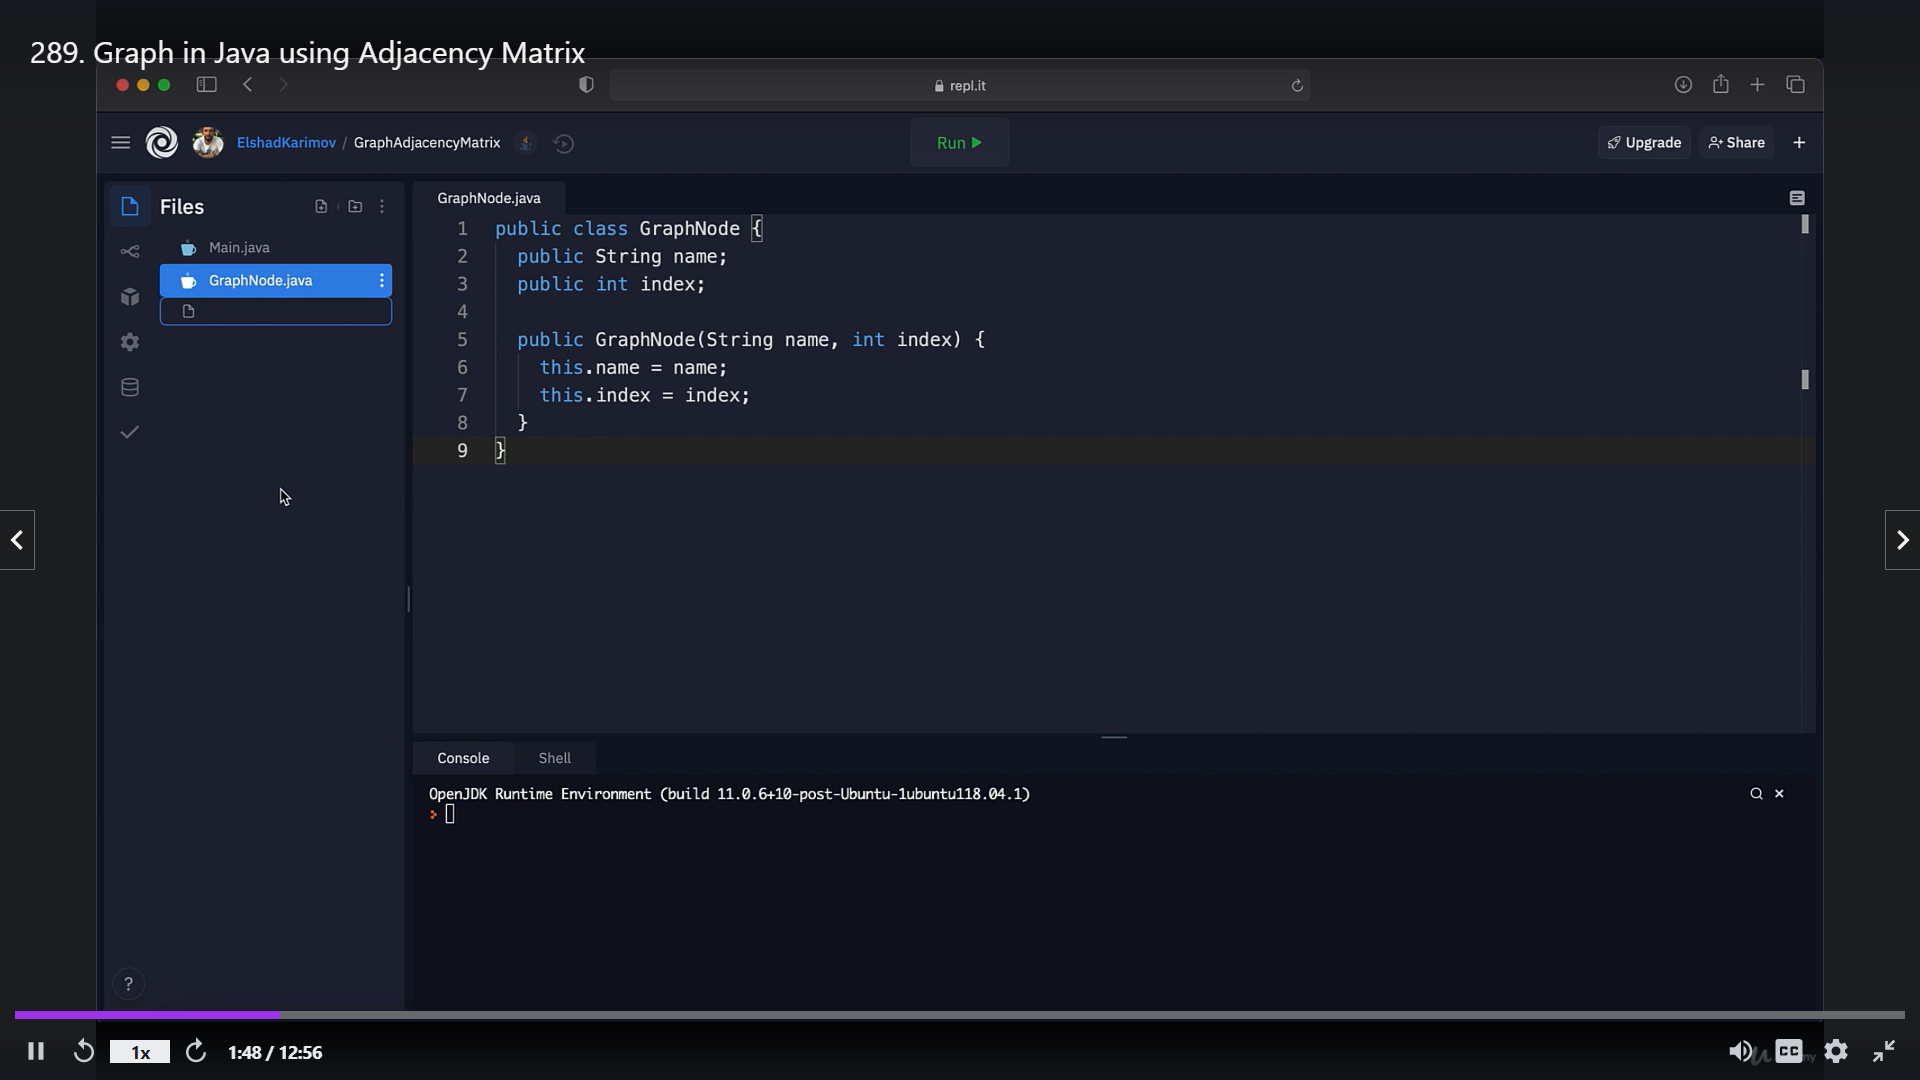 289. Graph in Java using Adjacency Matrix
repl.it
ElshadKarimov / GraphAdjacencyMatrix
Run
Upgrade
Share
Files
Main.java
GraphNode.java
GraphNode.java
1 public class GraphNode {
2 public String name;
3 public int index;
4
5 public GraphNode(String name, int index) {
6 this.name = name;
7 this.index = index;
8 }
9 }
Console
Shell
OpenJDK Runtime Environment (build 11.0.6+10-post-Ubuntu-1ubuntu118.04.1)
?
1x
1:48 / 12:56
CC